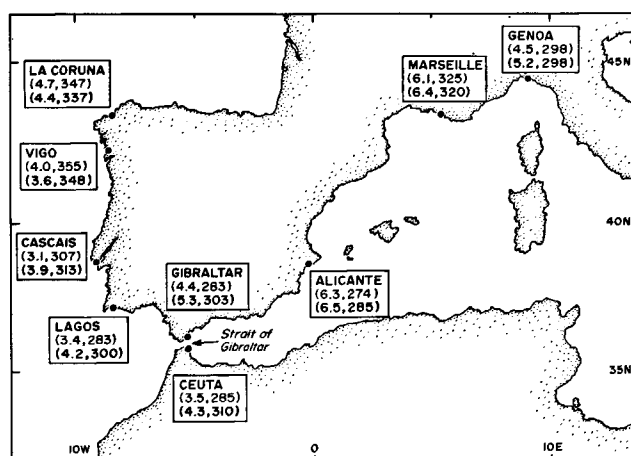 GENOA
(4.5, 298)
(5.2, 298)
45N
LA CORUNA
(4.7, 347)
(4.4, 337)
MARSEILLE
(6.1, 325)
(6.4, 320)
VIGO
(4.0, 355)
(3.6, 348)
40N
CASCAIS
(3.1, 307)
(3.9, 313)
GIBRALTAR
(4.4, 283)
(5.3, 303)
ALICANTE
(6.3, 274)
(6.5, 285)
LAGOS
(3.4, 283)
(4.2, 300)
Strait of
Gibraltar
35N
CEUTA
(3.5, 285)
(4.3, 310)
10W
0
10E